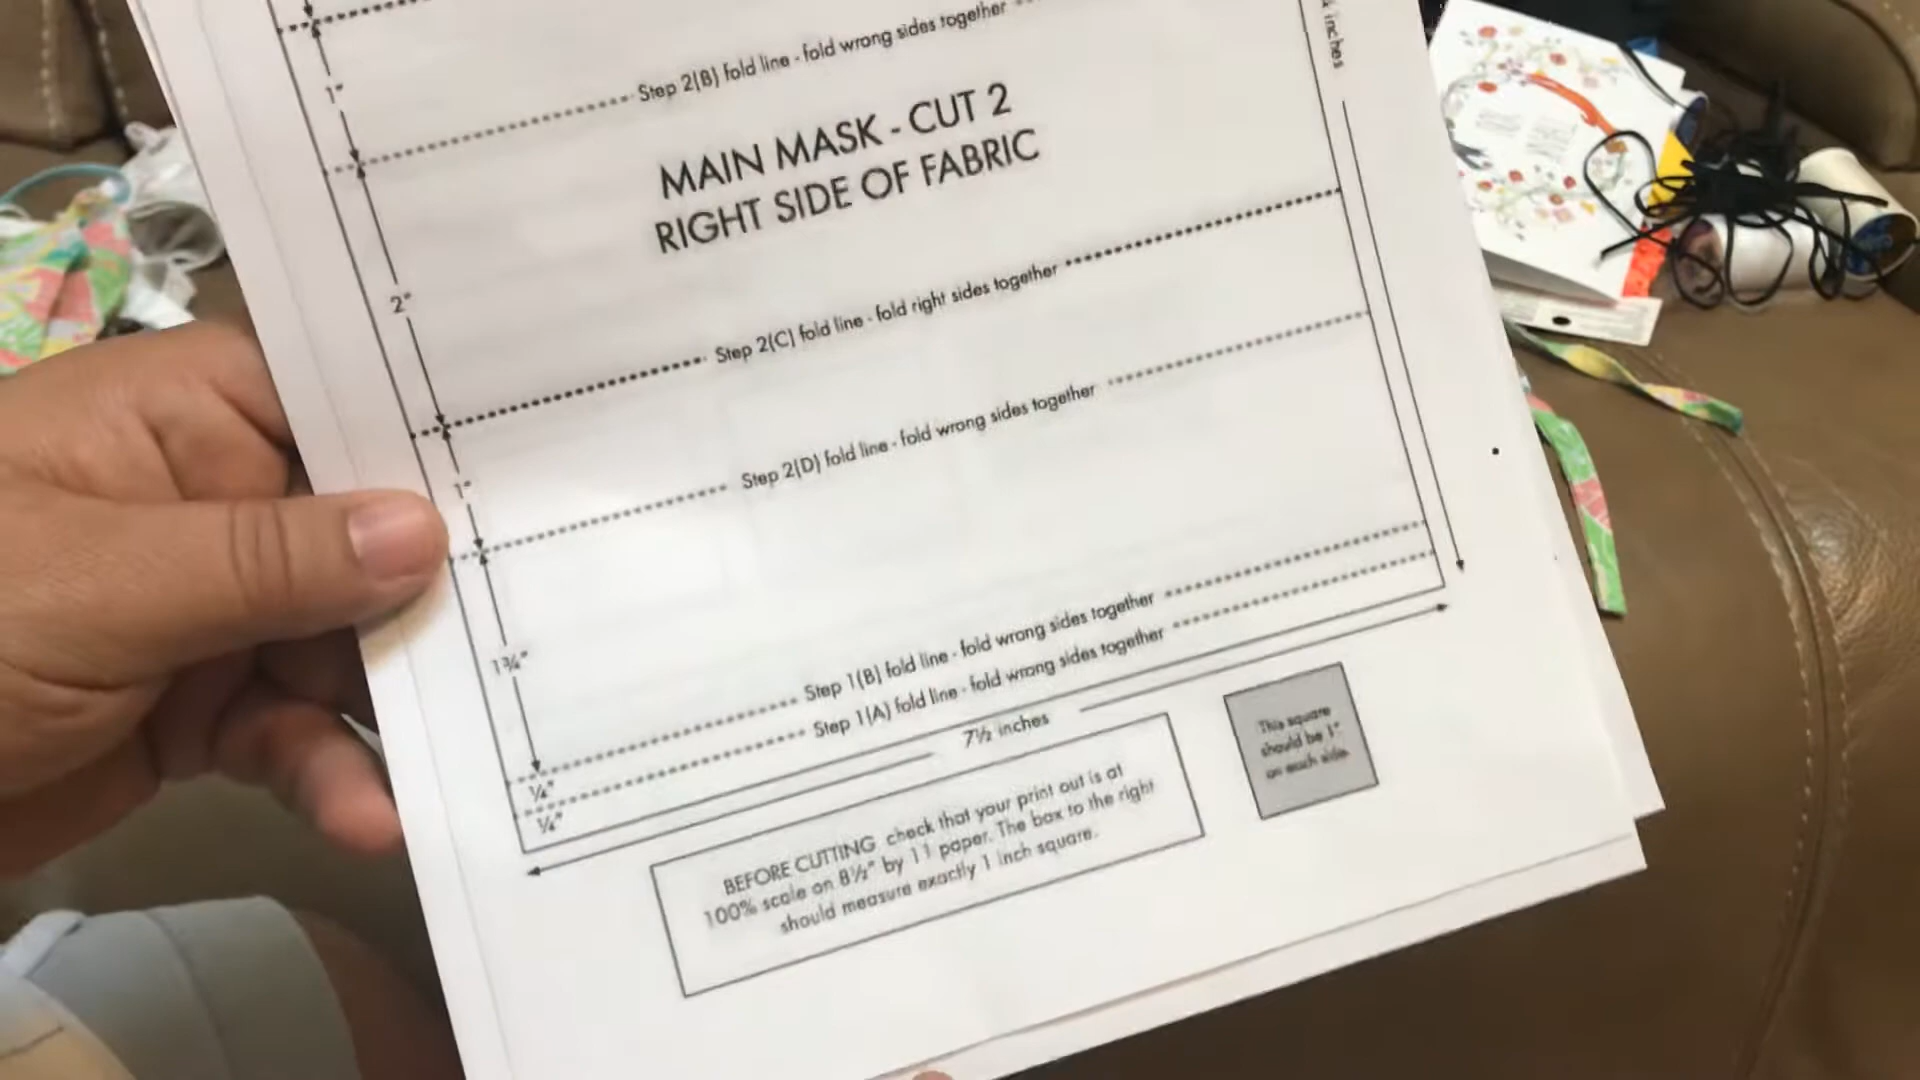 1"
Step 2(B) fold line - fold wrong sides together
inches
MAIN MASK - CUT 2
RIGHT SIDE OF FABRIC
2"
Step 2(C) fold line - fold right sides together
1"
Step 2(D) fold line - fold wrong sides together
1¾"
Step 1(B) fold line - fold wrong sides together
Step 1(A) fold line - fold wrong sides together
¼"
¼"
7½ inches
BEFORE CUTTING check that your print out is at
100% scale on 8½" by 11 paper. The box to the right
should measure exactly 1 inch square.
This square
should be 1"
on each side.